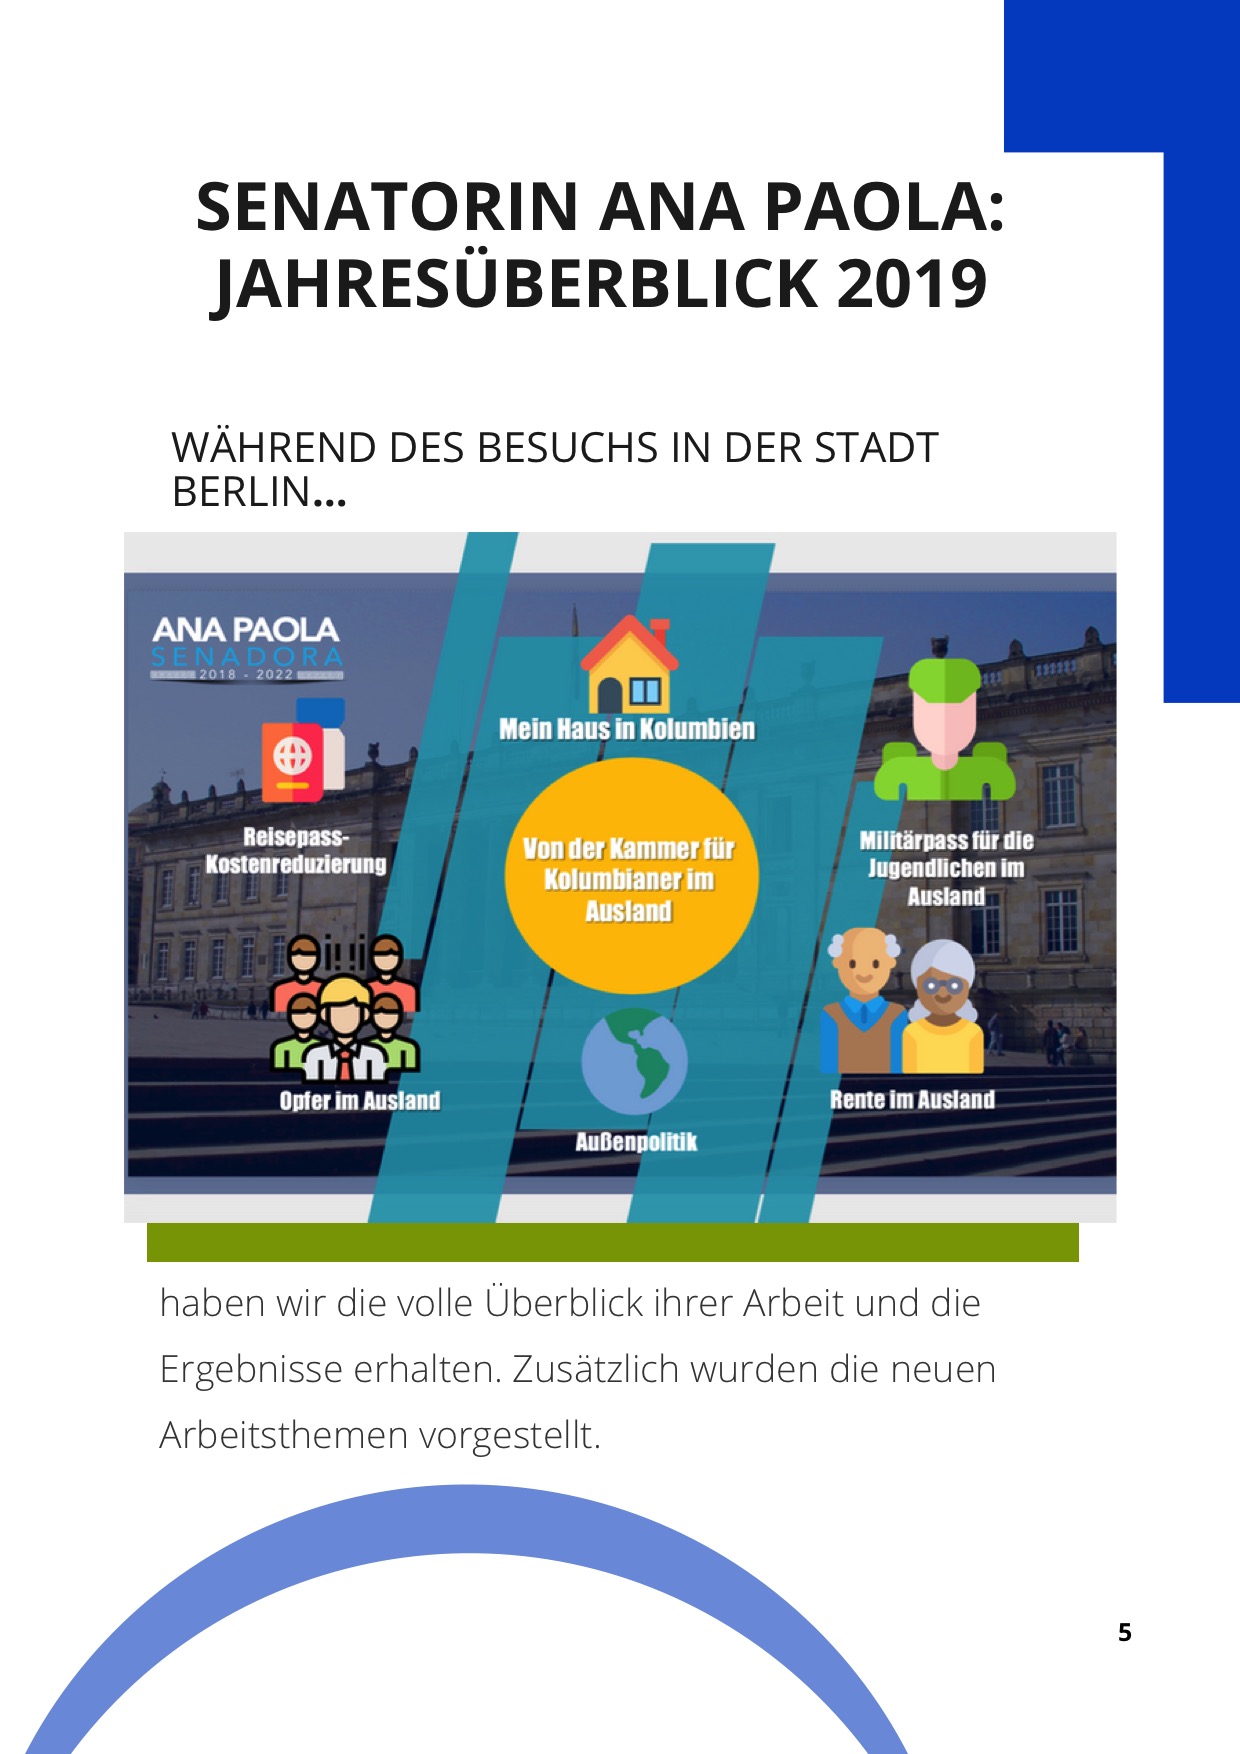 SENATORIN ANA PAOLA:
JAHRESÜBERBLICK 2019
WÄHREND DES BESUCHS IN DER STADT
BERLIN...
ANA PAOLA
SENADORA
2018 - 2022
Mein Haus in Kolumbien
Reisepass-
Kostenreduzierung
Von der Kammer für
Kolumbianer im
Ausland
Militärpass für die
Jugendlichen im
Ausland
Opfer im Ausland
Außenpolitik
Rente im Ausland
haben wir die volle Überblick ihrer Arbeit und die
Ergebnisse erhalten. Zusätzlich wurden die neuen
Arbeitsthemen vorgestellt.
5